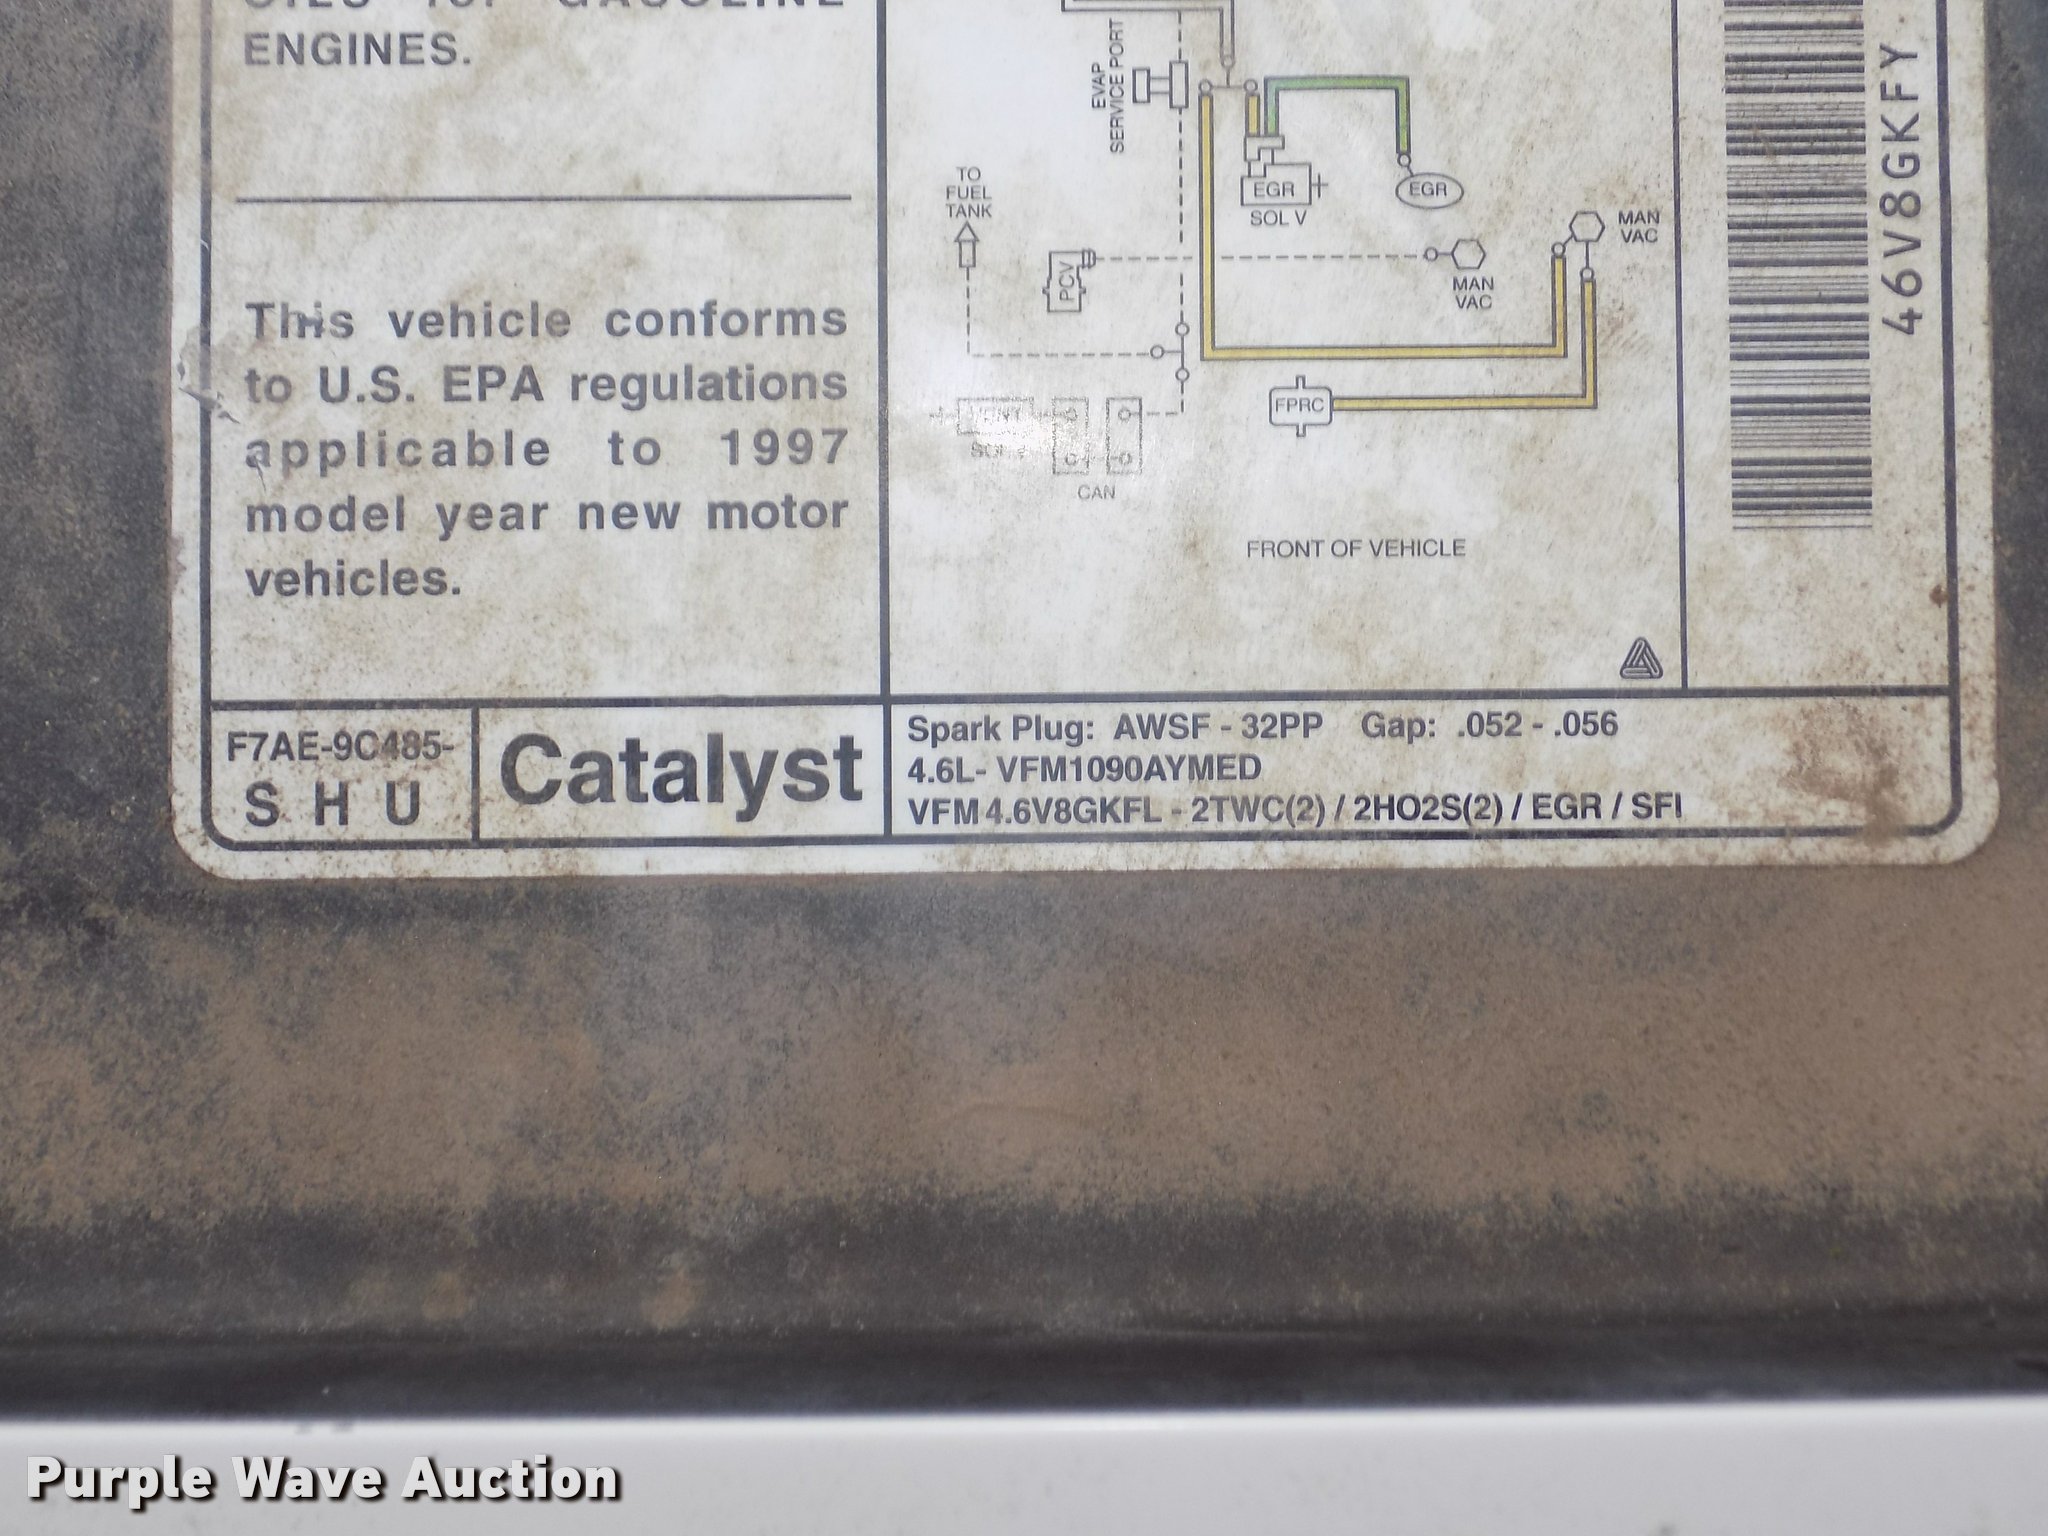 ENGINES.
This vehicle conforms
to U.S. EPA regulations
applicable to 1997
model year new motor
vehicles.
F7AE-9C485-
S H U
Catalyst
EVAP
SERVICE PORT
TO
FUEL
TANK
EGR
SOL V
EGR
PCV
MAN
VAC
MAN
VAC
VENT
FPRC
CAN
FRONT OF VEHICLE
Spark Plug: AWSF - 32PP Gap: .052 - .056
4.6L- VFM1090AYMED
VFM4.6V8GKFL - 2TWC(2) / 2HO2S(2) / EGR / SFI
46V8GKFY
Purple Wave Auction